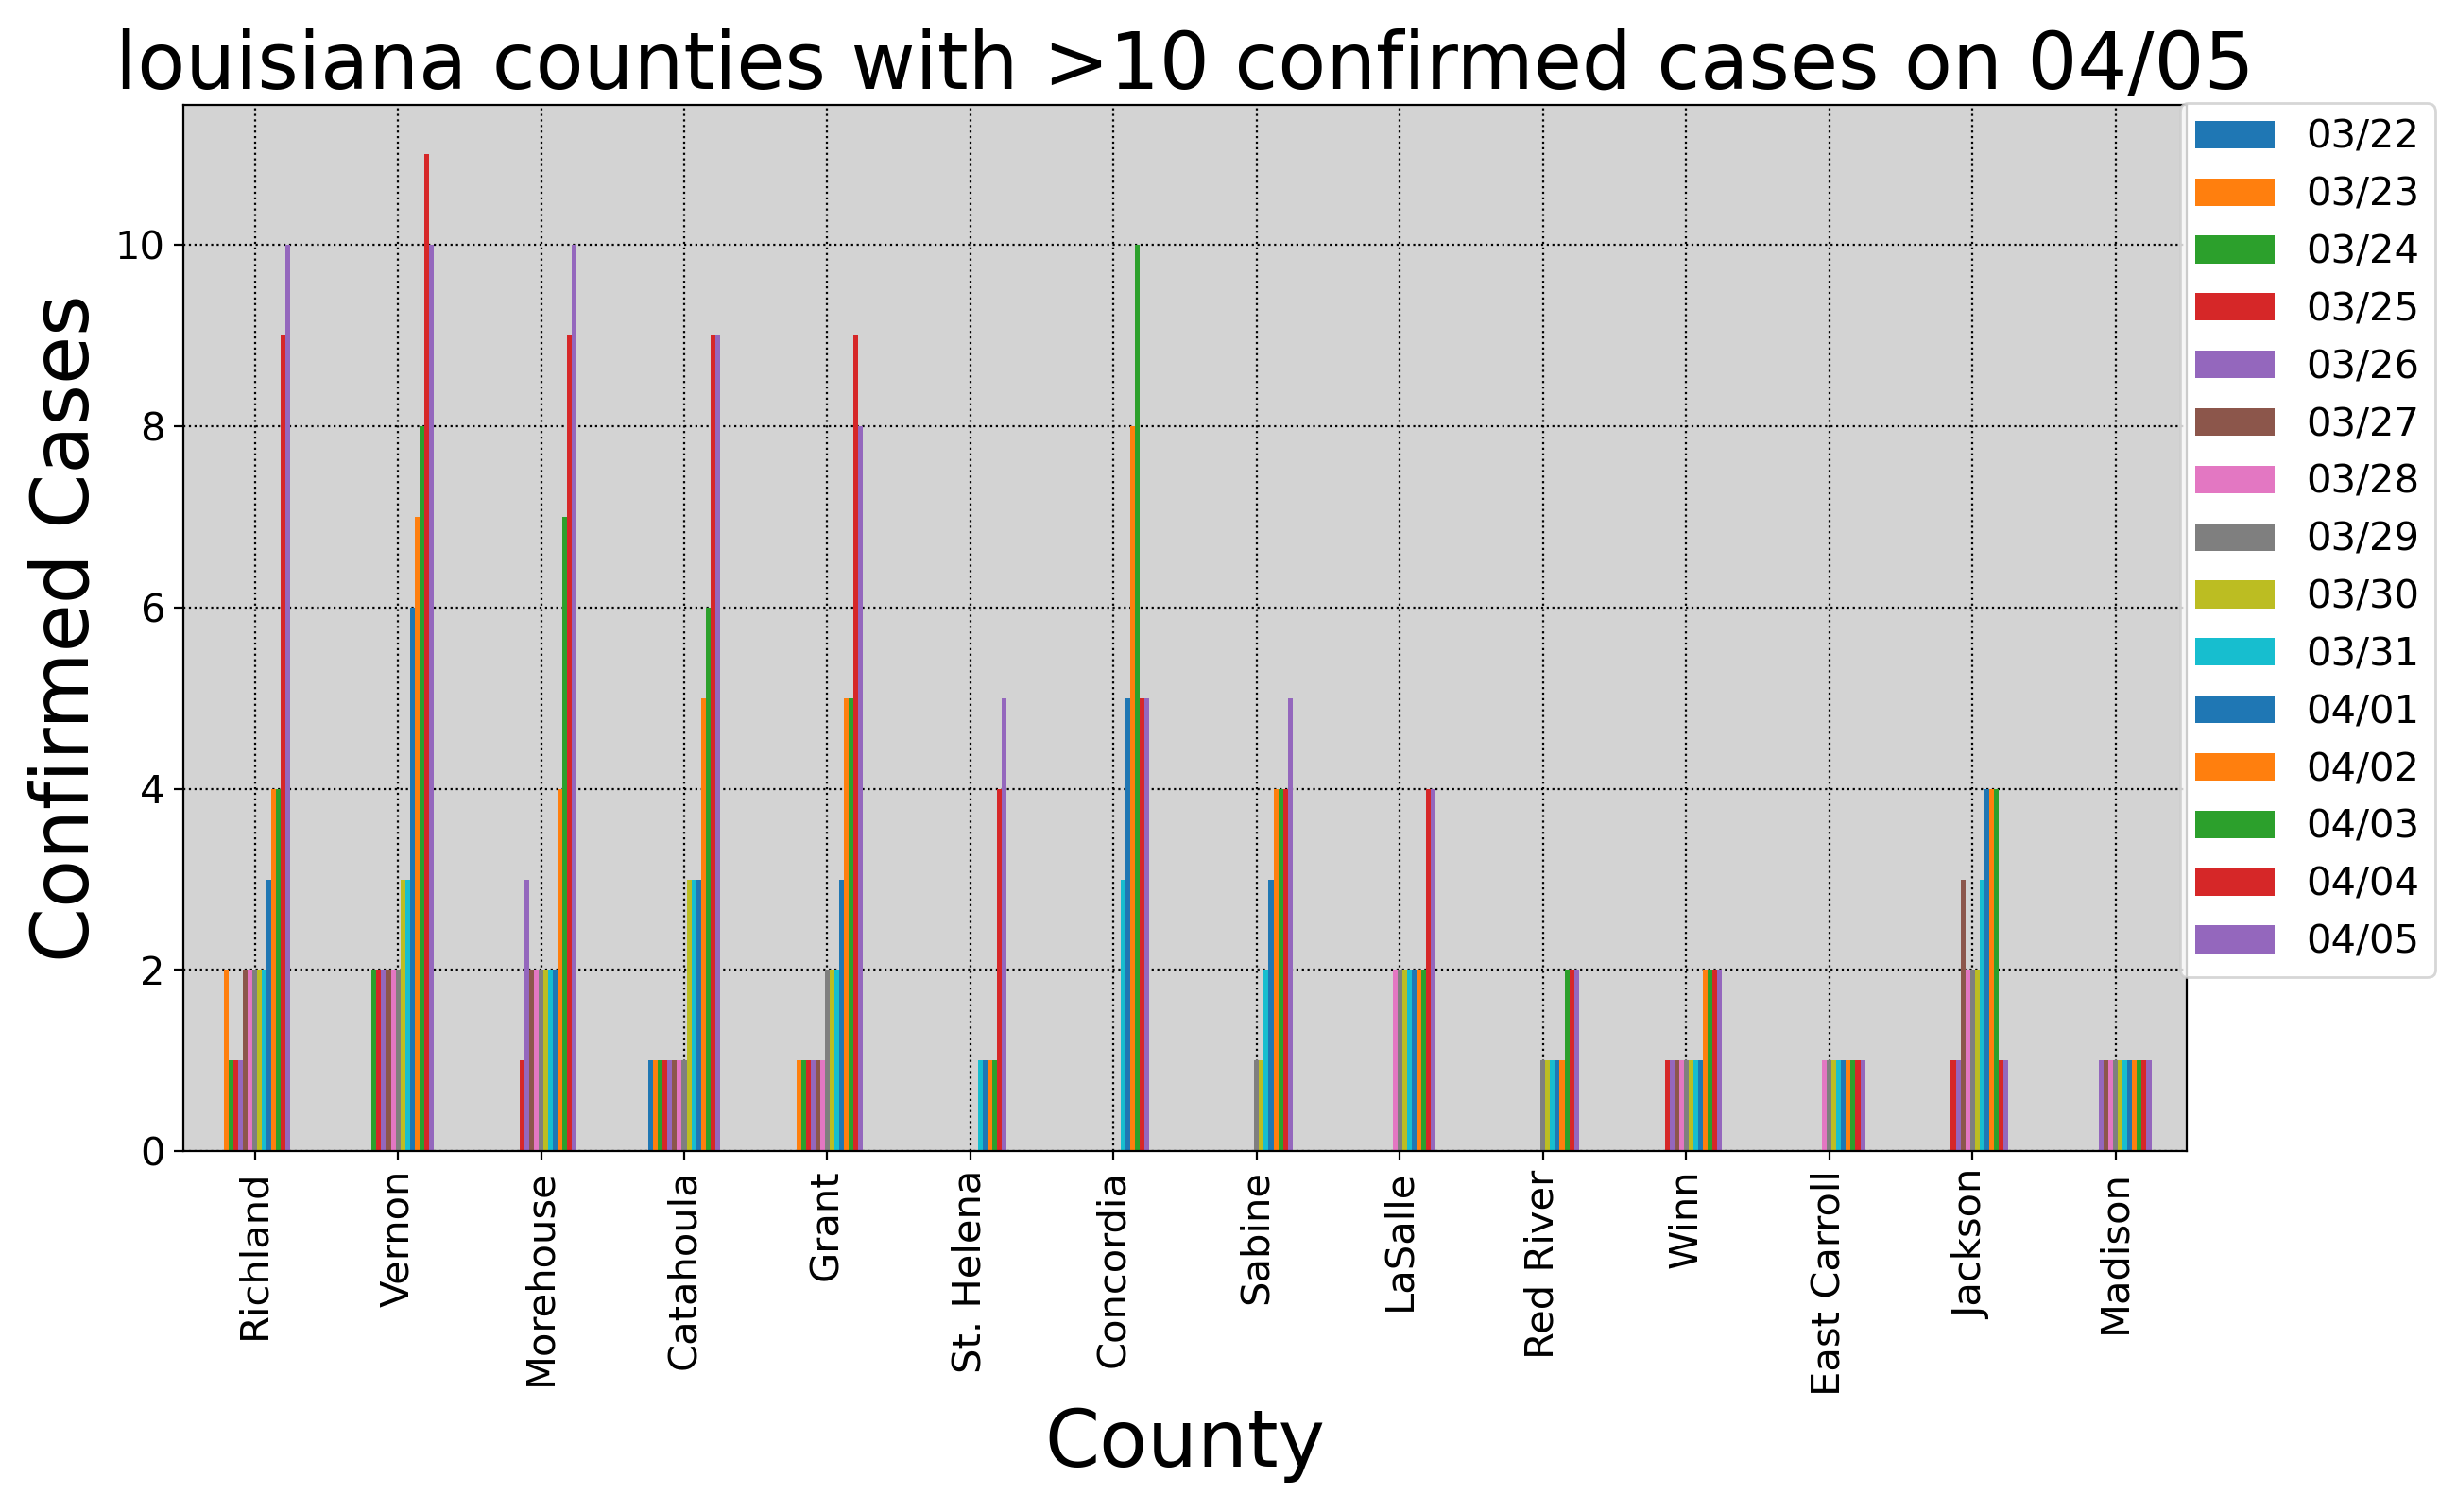 louisiana counties with >10 confirmed cases on 04/05
Confirmed Cases
10
8
6
4
2
0
03/22
03/23
03/24
03/25
03/26
03/27
03/28
03/29
03/30
03/31
04/01
04/02
04/03
04/04
04/05
Richland
Vernon
Morehouse
Catahoula
Grant
St. Helena
Concordia
Sabine
LaSalle
Red River
Winn
East Carroll
Jackson
Madison
County